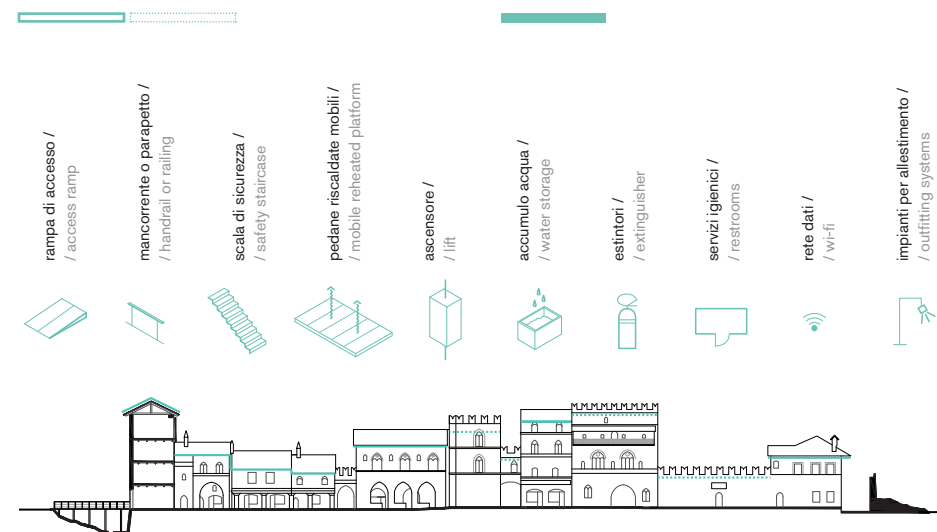 rampa di accesso /
/ access ramp
mancorrente o parapetto /
/ handrail or railing
scala di sicurezza /
/ safety staircase
pedane riscaldate mobili /
/ mobile reheated platform
ascensore /
/ lift
accumulo acqua /
/ water storage
estintori /
/ extinguisher
servizi igienici /
/ restrooms
rete dati /
/ wi-fi
impianti per allestimento /
/ outfitting systems